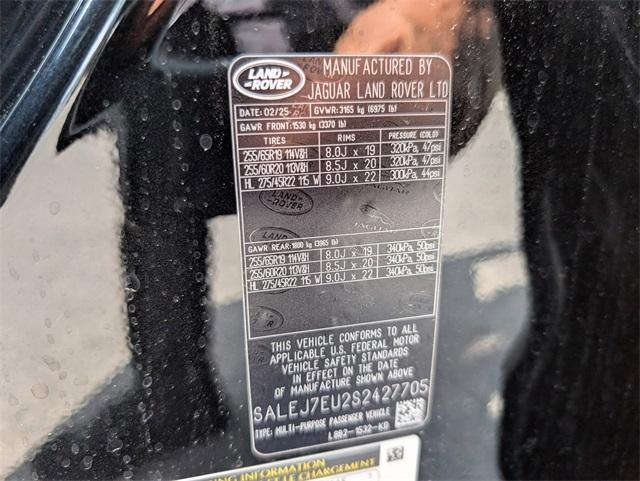 LAND ROVER
MANUFACTURED BY
JAGUAR LAND ROVER LTD
DATE: 02/25 GVWR: 3165 kg (6975 lb)
GAWR FRONT: 1530 kg (3370 lb)
TIRES RIMS PRESSURE (COLD)
255/65R19 114V&H 8.0J x 19 320kPa, 47psi
255/60R20 113V&H 8.5J x 20 320kPa, 47psi
HL 275/45R22 115 W 9.0J x 22 300kPa, 44psi
GAWR REAR: 1800 kg (3965 lb)
255/65R19 114V&H 8.0J x 19 340kPa, 50psi
255/60R20 113V&H 8.5J x 20 340kPa, 50psi
HL 275/45R22 115 W 9.0J x 22 340kPa, 50psi
THIS VEHICLE CONFORMS TO ALL
APPLICABLE U.S. FEDERAL MOTOR
VEHICLE SAFETY STANDARDS
IN EFFECT ON THE DATE
OF MANUFACTURE SHOWN ABOVE
SALEJ7EU2S2427705
TYPE: MULTI-PURPOSE PASSENGER VEHICLE
L8B2-1532-KD
ING INFORMATION
LE CHARGEMENT